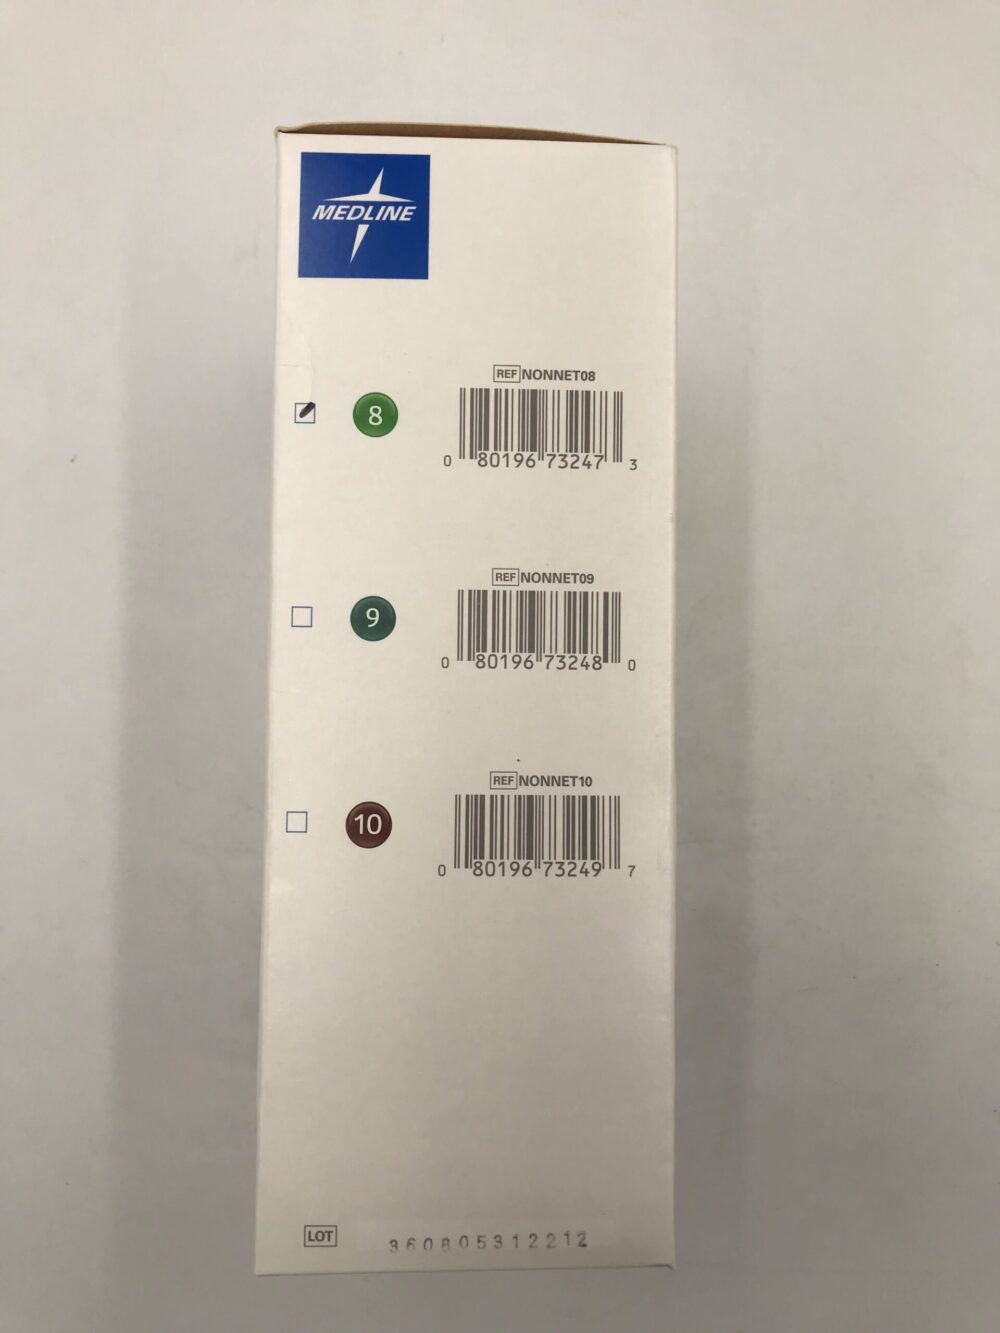 MEDLINE
REF NONNET08
8
0 80196 73247 3
REF NONNET09
9
0 80196 73248 0
REF NONNET10
10
0 80196 73249 7
LOT 360805312212